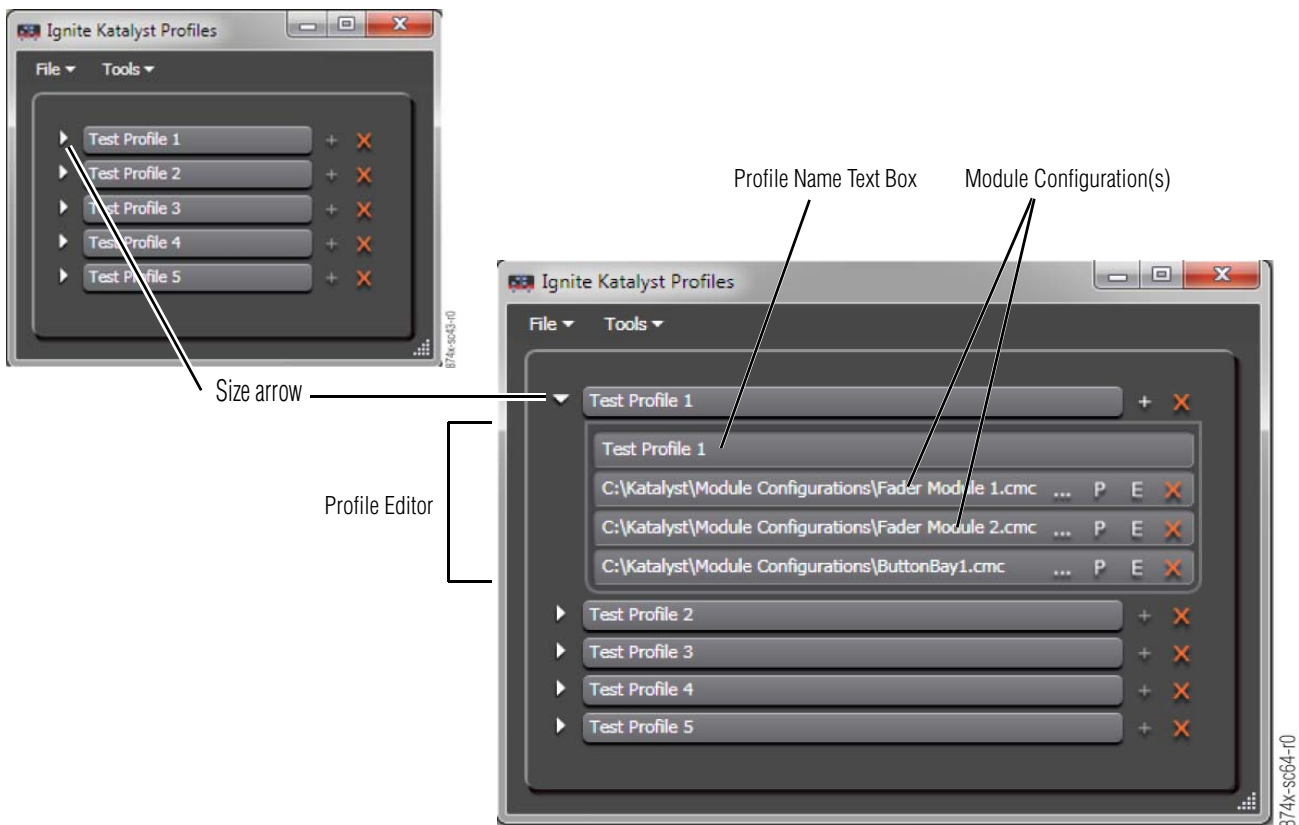 Ignite Katalyst Profiles
File Tools
Test Profile 1 + X
Test Profile 2 + X
Test Profile 3 + X
Test Profile 4 + X
Test Profile 5 + X
874x-sc43-r0
Size arrow
Profile Name Text Box
Module Configuration(s)
Profile Editor
Ignite Katalyst Profiles
File Tools
Test Profile 1 + X
Test Profile 1
C:\Katalyst\Module Configurations\Fader Module 1.cmc ... P E X
C:\Katalyst\Module Configurations\Fader Module 2.cmc ... P E X
C:\Katalyst\Module Configurations\ButtonBay1.cmc ... P E X
Test Profile 2 + X
Test Profile 3 + X
Test Profile 4 + X
Test Profile 5 + X
874x-sc64-r0